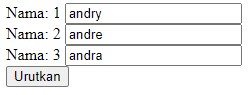 Nama: 1 andry
Nama: 2 andre
Nama: 3 andra
Urutkan